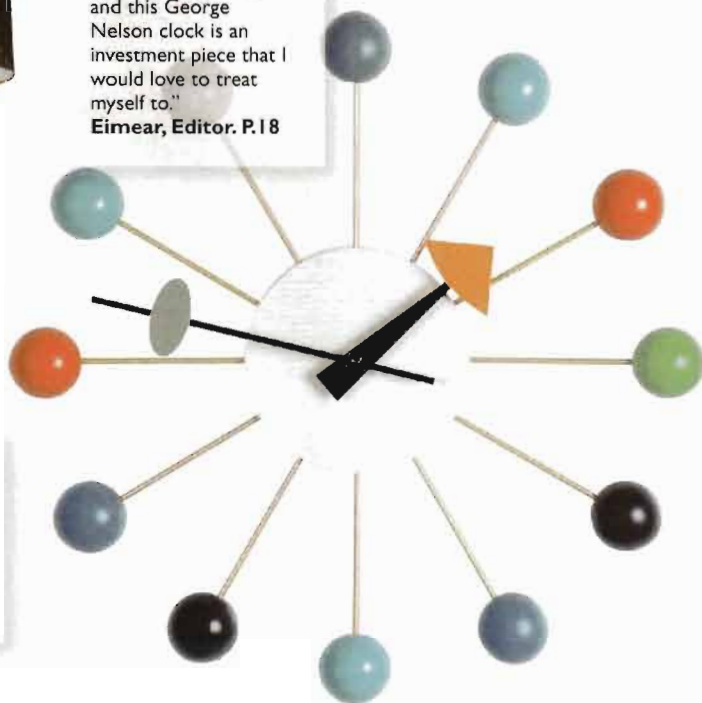 and this George
Nelson clock is an
investment piece that I
would love to treat
myself to."
Eimear, Editor. P.18